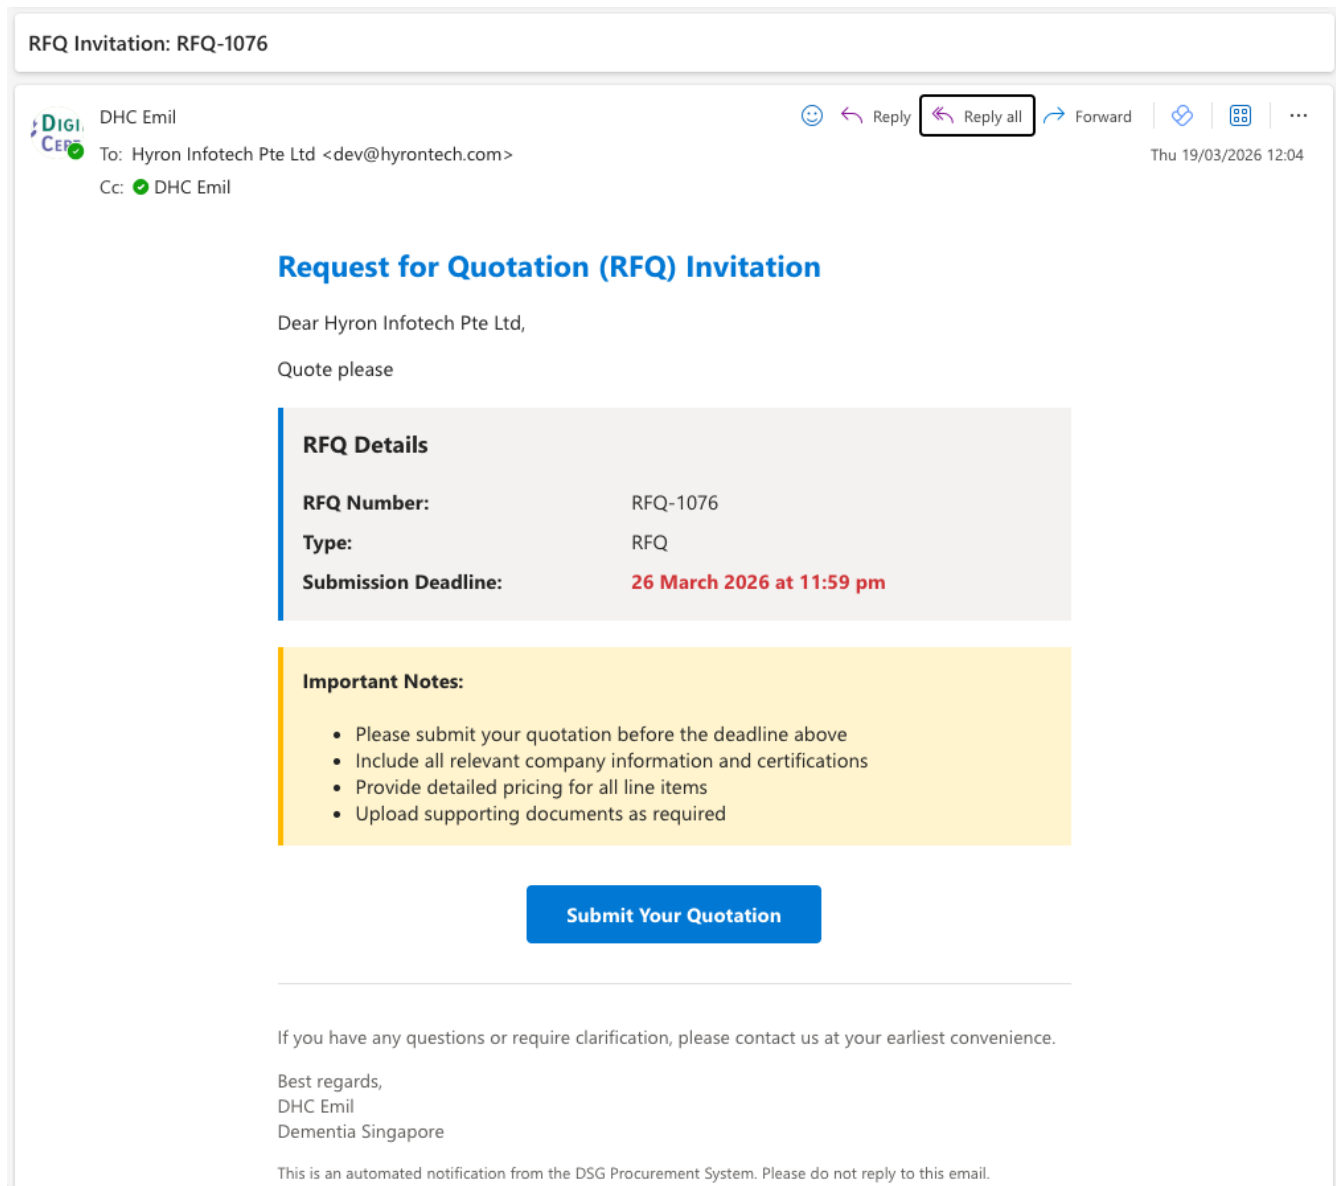 RFQ Invitation: RFQ-1076
DIGI
CER
DHC Emil
Reply
Reply all
Forward
To: Hyron Infotech Pte Ltd <dev@hyrontech.com>
Thu 19/03/2026 12:04
Cc: DHC Emil
Request for Quotation (RFQ) Invitation
Dear Hyron Infotech Pte Ltd,
Quote please
RFQ Details
RFQ Number: RFQ-1076
Type: RFQ
Submission Deadline: 26 March 2026 at 11:59 pm
Important Notes:
• Please submit your quotation before the deadline above
• Include all relevant company information and certifications
• Provide detailed pricing for all line items
• Upload supporting documents as required
Submit Your Quotation
If you have any questions or require clarification, please contact us at your earliest convenience.
Best regards,
DHC Emil
Dementia Singapore
This is an automated notification from the DSG Procurement System. Please do not reply to this email.